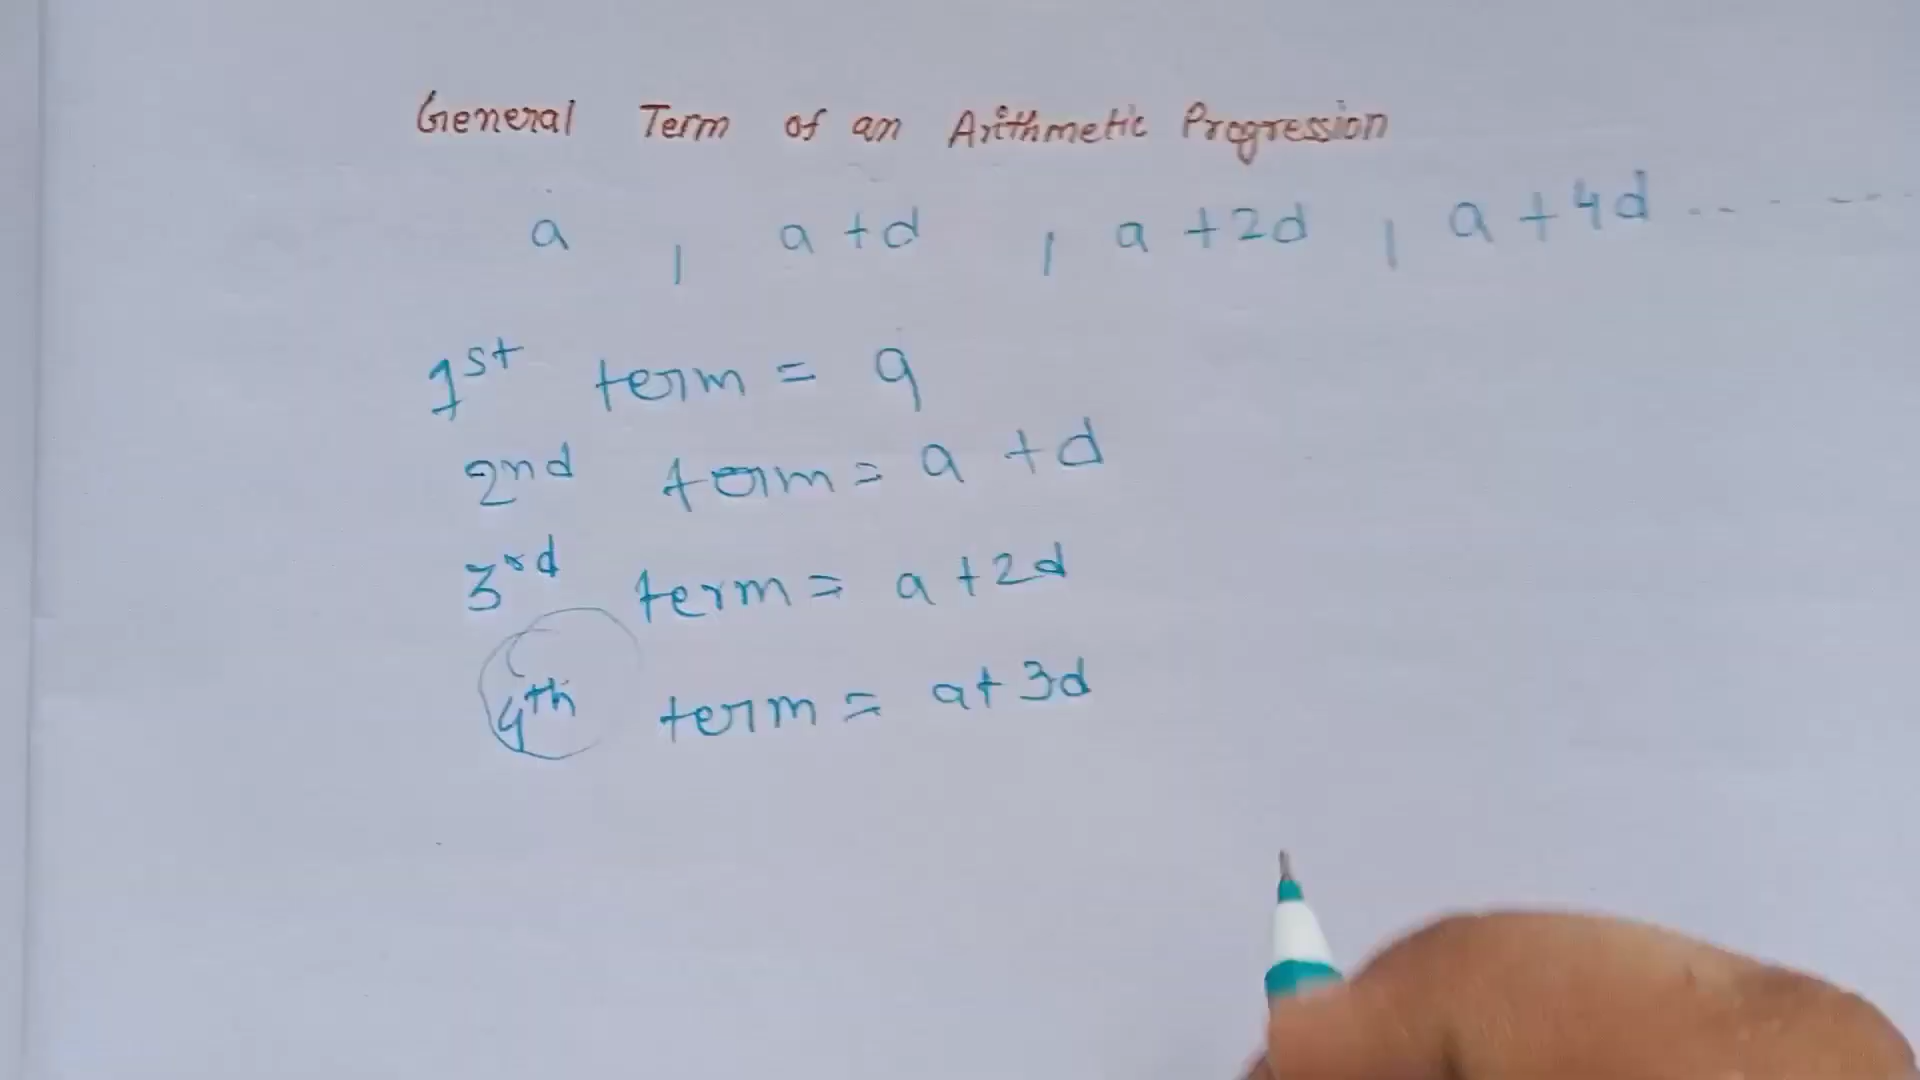 General Term of an Arithmetic Progression
a , a + d , a + 2d , a + 4d ..... ---
1st term = a
2nd term = a + d
3rd term = a + 2d
4th term = a + 3d